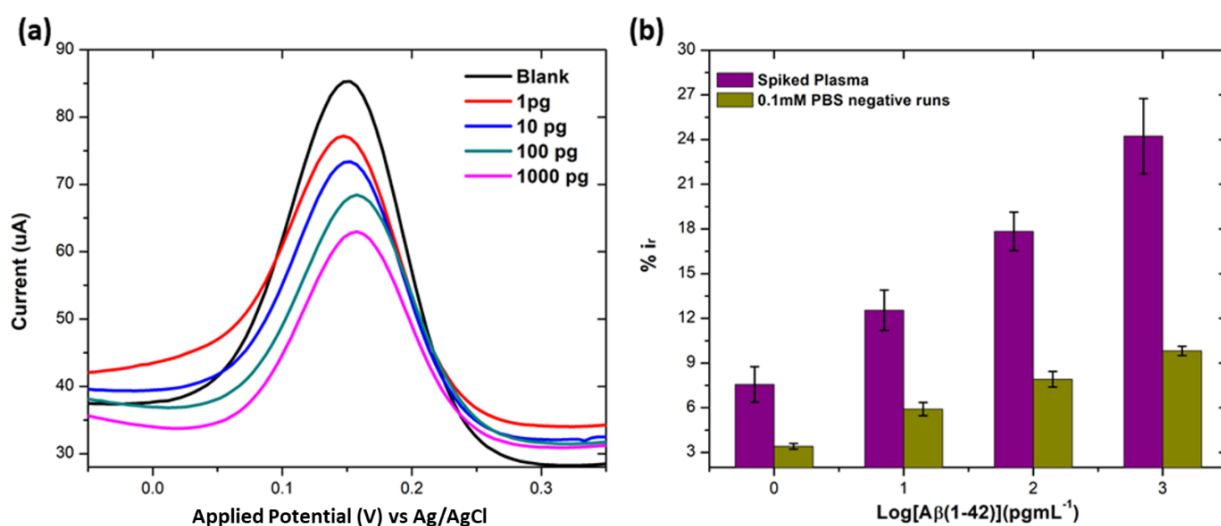 (a)
90
80
70
60
50
40
30
Current (uA)
0.0
0.1
0.2
0.3
Applied Potential (V) vs Ag/AgCl
Blank
1pg
10 pg
100 pg
1000 pg
(b)
30
27
24
21
18
15
12
9
6
3
% iᵣ
0
1
2
3
Log[Aβ(1-42)](pgmL⁻¹)
Spiked Plasma
0.1mM PBS negative runs